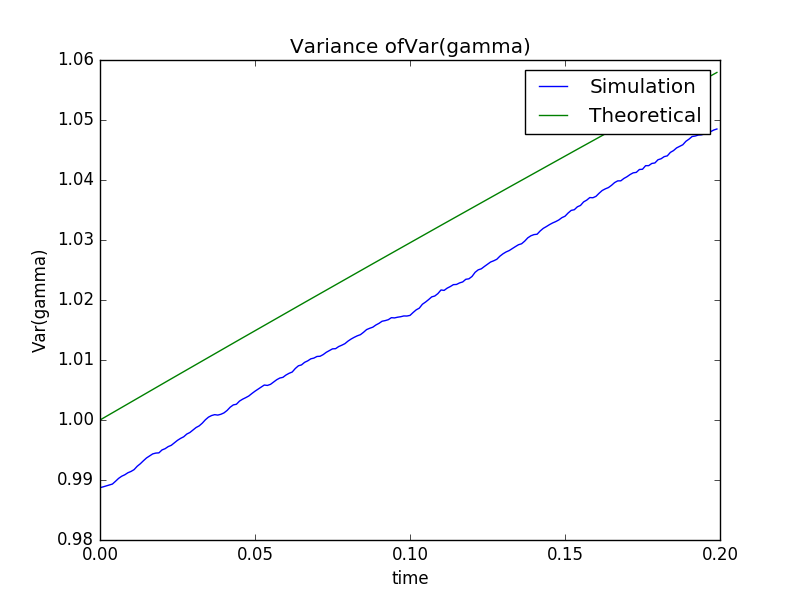 Variance ofVar(gamma)
1.06
Simulation
Theoretical
1.05
1.04
1.03
1.02
1.01
1.00
0.99
0.98
Var(gamma)
0.00 0.05 0.10 0.15 0.20
time